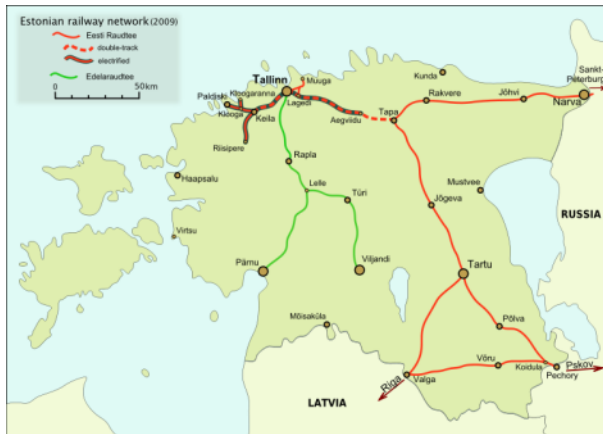 Estonian railway network (2009)
Eesti Raudtee
double-track
electrified
Edelaraudtee
0 50km
Tallinn
Muuga
Lagedi
Kloogaranna
Paldiski
Klooga
Keila
Riisipere
Aegviidu
Tapa
Kunda
Rakvere
Jõhvi
Sankt-
Peterburg
Narva
Rapla
Haapsalu
Lelle
Türi
Mustvee
Jõgeva
RUSSIA
Virtsu
Pärnu
Viljandi
Tartu
Mõisaküla
Põlva
Võru
Koidula
Pskov
Pechory
Valga
Riga
LATVIA